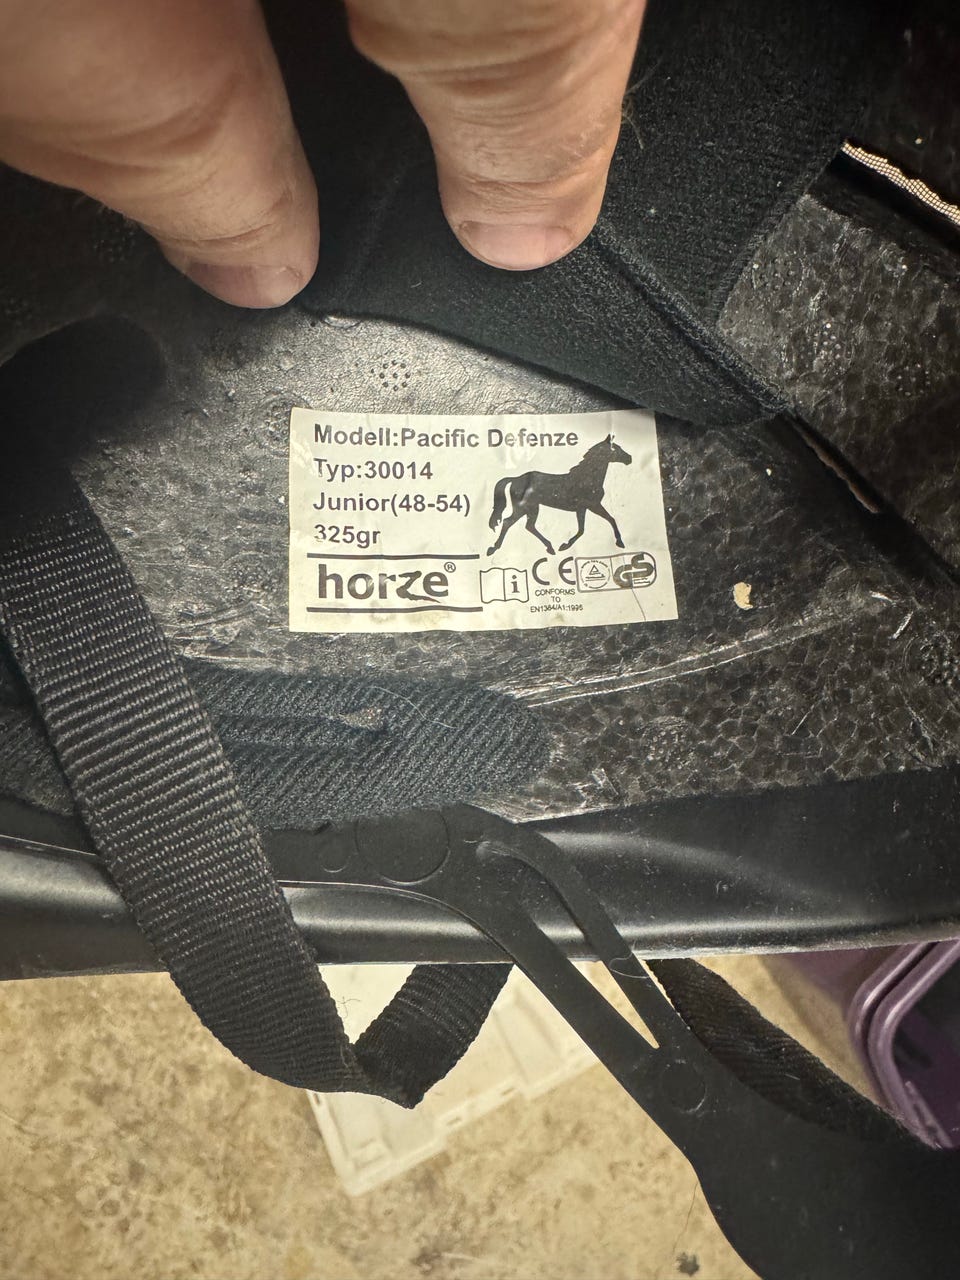 Modell:Pacific Defenze
Typ:30014
Junior(48-54)
325gr
horze®
i
CE
GS
CONFORMS
TO
EN1384/A1:1996